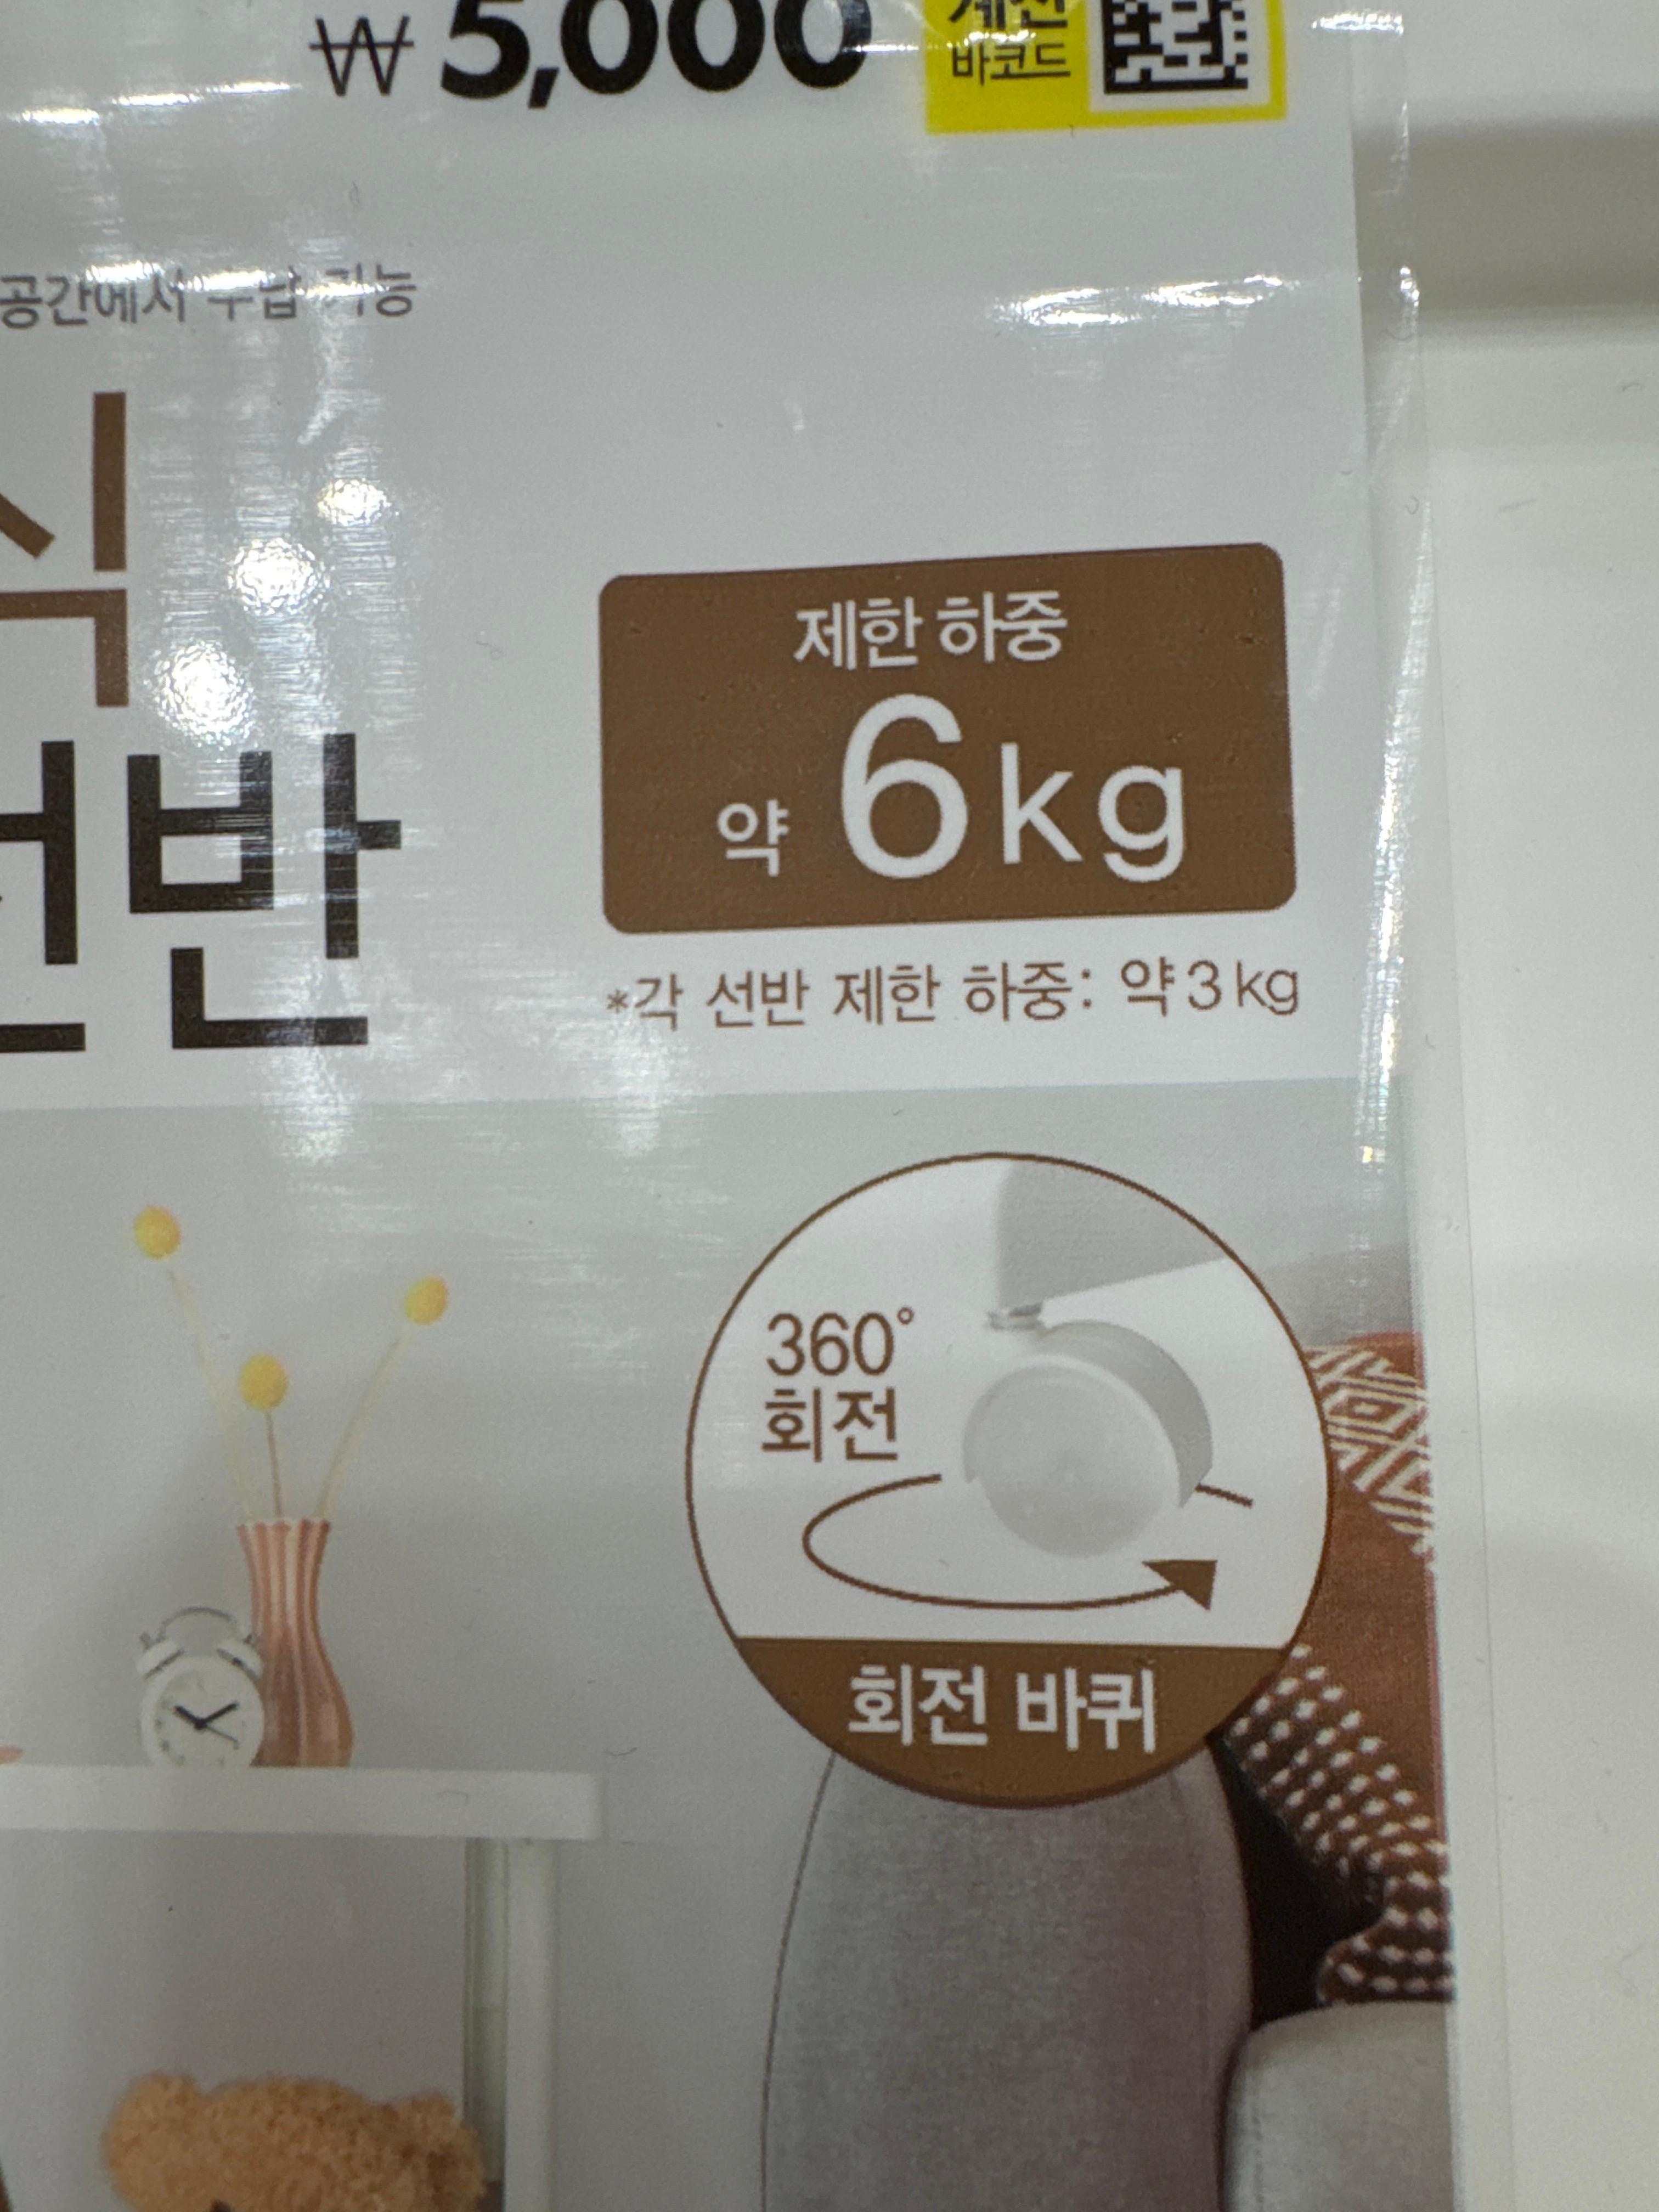 ₩ 5,000
계산
바코드
공간에서 수납 가능
식
선반
제한 하중
약 6kg
*각 선반 제한 하중: 약 3kg
360°
회전
회전 바퀴